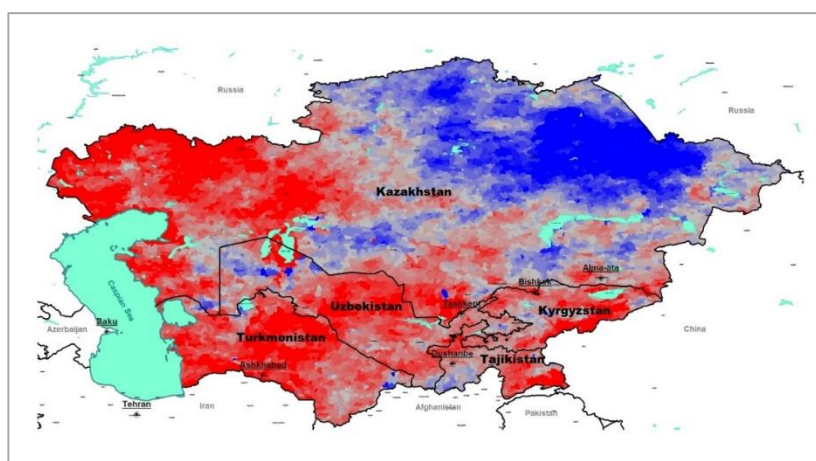 Russia
Russia
Kazakhstan
Alma-ata
Bishkek
Caspian Sea
Uzbekistan
Tashkent
Kyrgyzstan
Azerbaijan
Baku
Turkmenistan
China
Dushanbe
Tajikistan
Ashkhabad
Tehran
Iran
Afghanistan
Pakistan